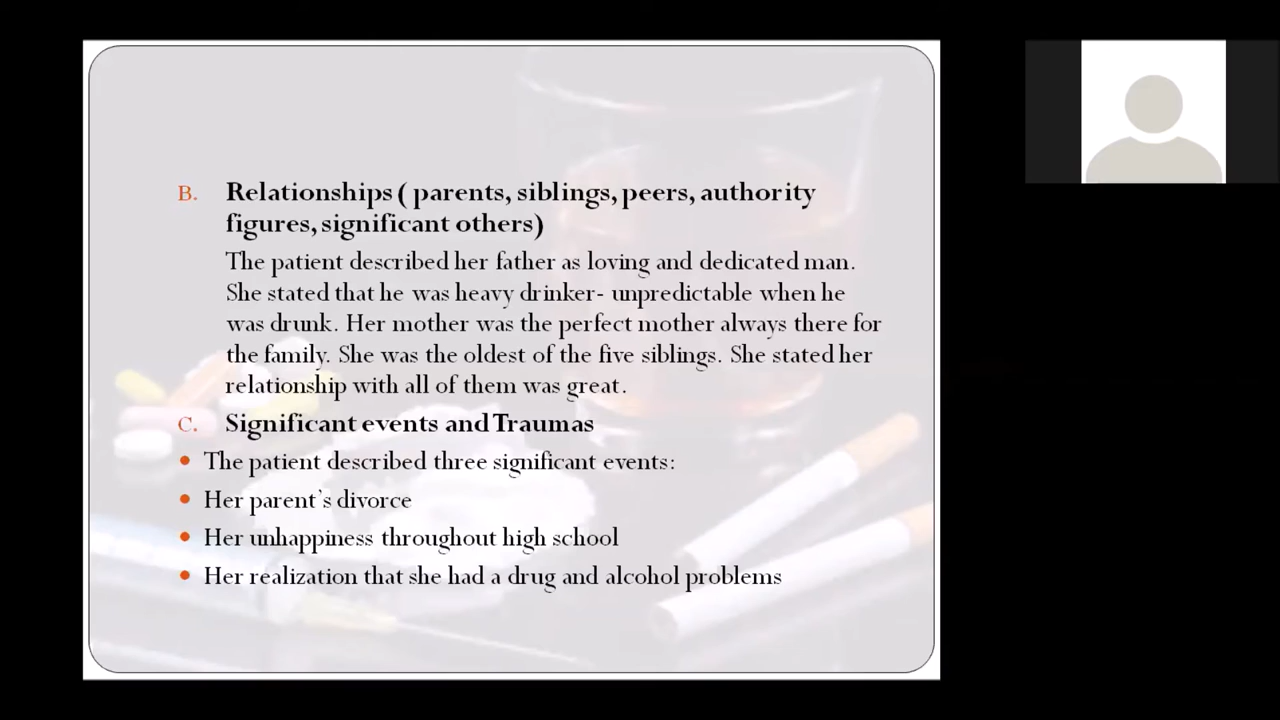 B. Relationships ( parents, siblings, peers, authority
figures, significant others)
The patient described her father as loving and dedicated man.
She stated that he was heavy drinker- unpredictable when he
was drunk. Her mother was the perfect mother always there for
the family. She was the oldest of the five siblings. She stated her
relationship with all of them was great.
C. Significant events and Traumas
• The patient described three significant events:
• Her parent's divorce
• Her unhappiness throughout high school
• Her realization that she had a drug and alcohol problems